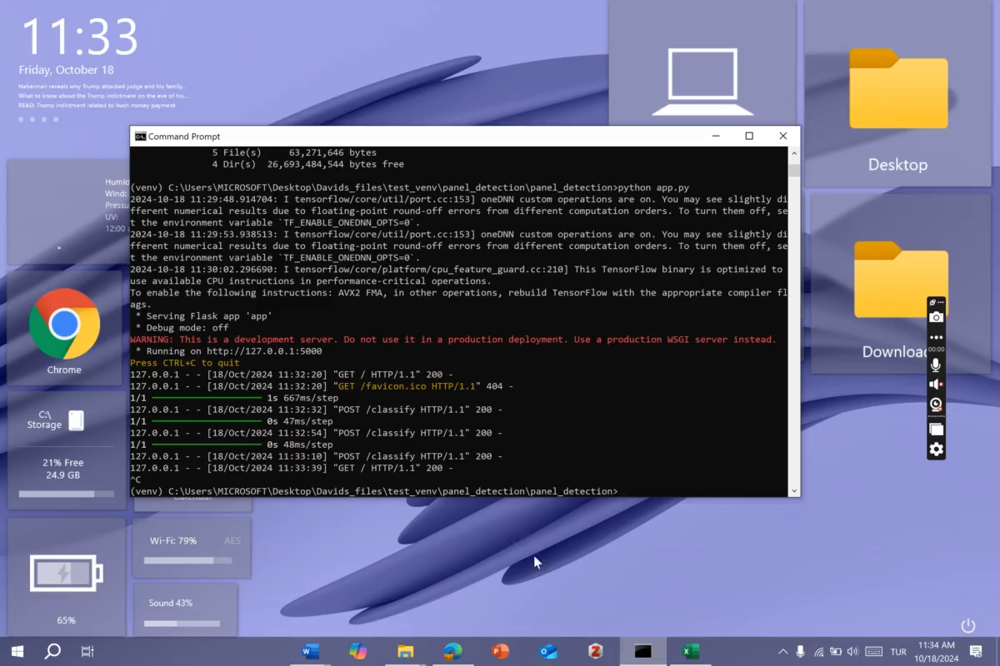 11:33
Friday, October 18
Haberman reveals why Trump attacked judge and his family...
What to know about the Trump indictment on the eve of his...
READ: Trump indictment related to hush money payment
Desktop
Humid
Wind:
Pressu
UV:
12:00
Command Prompt
5 File(s) 63,271,646 bytes
4 Dir(s) 26,693,484,544 bytes free
(venv) C:\Users\MICROSOFT\Desktop\Davids_files\test_venv\panel_detection\panel_detection>python app.py
2024-10-18 11:29:48.914704: I tensorflow/core/util/port.cc:153] oneDNN custom operations are on. You may see slightly di
fferent numerical results due to floating-point round-off errors from different computation orders. To turn them off, se
t the environment variable `TF_ENABLE_ONEDNN_OPTS=0`.
2024-10-18 11:29:53.938513: I tensorflow/core/util/port.cc:153] oneDNN custom operations are on. You may see slightly di
fferent numerical results due to floating-point round-off errors from different computation orders. To turn them off, se
t the environment variable `TF_ENABLE_ONEDNN_OPTS=0`.
2024-10-18 11:30:02.296690: I tensorflow/core/platform/cpu_feature_guard.cc:210] This TensorFlow binary is optimized to
use available CPU instructions in performance-critical operations.
To enable the following instructions: AVX2 FMA, in other operations, rebuild TensorFlow with the appropriate compiler fl
ags.
* Serving Flask app 'app'
* Debug mode: off
WARNING: This is a development server. Do not use it in a production deployment. Use a production WSGI server instead.
* Running on http://127.0.0.1:5000
Press CTRL+C to quit
127.0.0.1 - - [18/Oct/2024 11:32:20] "GET / HTTP/1.1" 200 -
127.0.0.1 - - [18/Oct/2024 11:32:20] "GET /favicon.ico HTTP/1.1" 404 -
1/1 1s 667ms/step
127.0.0.1 - - [18/Oct/2024 11:32:32] "POST /classify HTTP/1.1" 200 -
1/1 0s 47ms/step
127.0.0.1 - - [18/Oct/2024 11:32:54] "POST /classify HTTP/1.1" 200 -
1/1 0s 48ms/step
127.0.0.1 - - [18/Oct/2024 11:33:10] "POST /classify HTTP/1.1" 200 -
127.0.0.1 - - [18/Oct/2024 11:33:39] "GET / HTTP/1.1" 200 -
^C
(venv) C:\Users\MICROSOFT\Desktop\Davids_files\test_venv\panel_detection\panel_detection>
Chrome
Downloa
00:00
C:\
Storage
21% Free
24.9 GB
Calendar
Wi-Fi: 79% AES
Sound 43%
65%
TUR
11:34 AM
10/18/2024